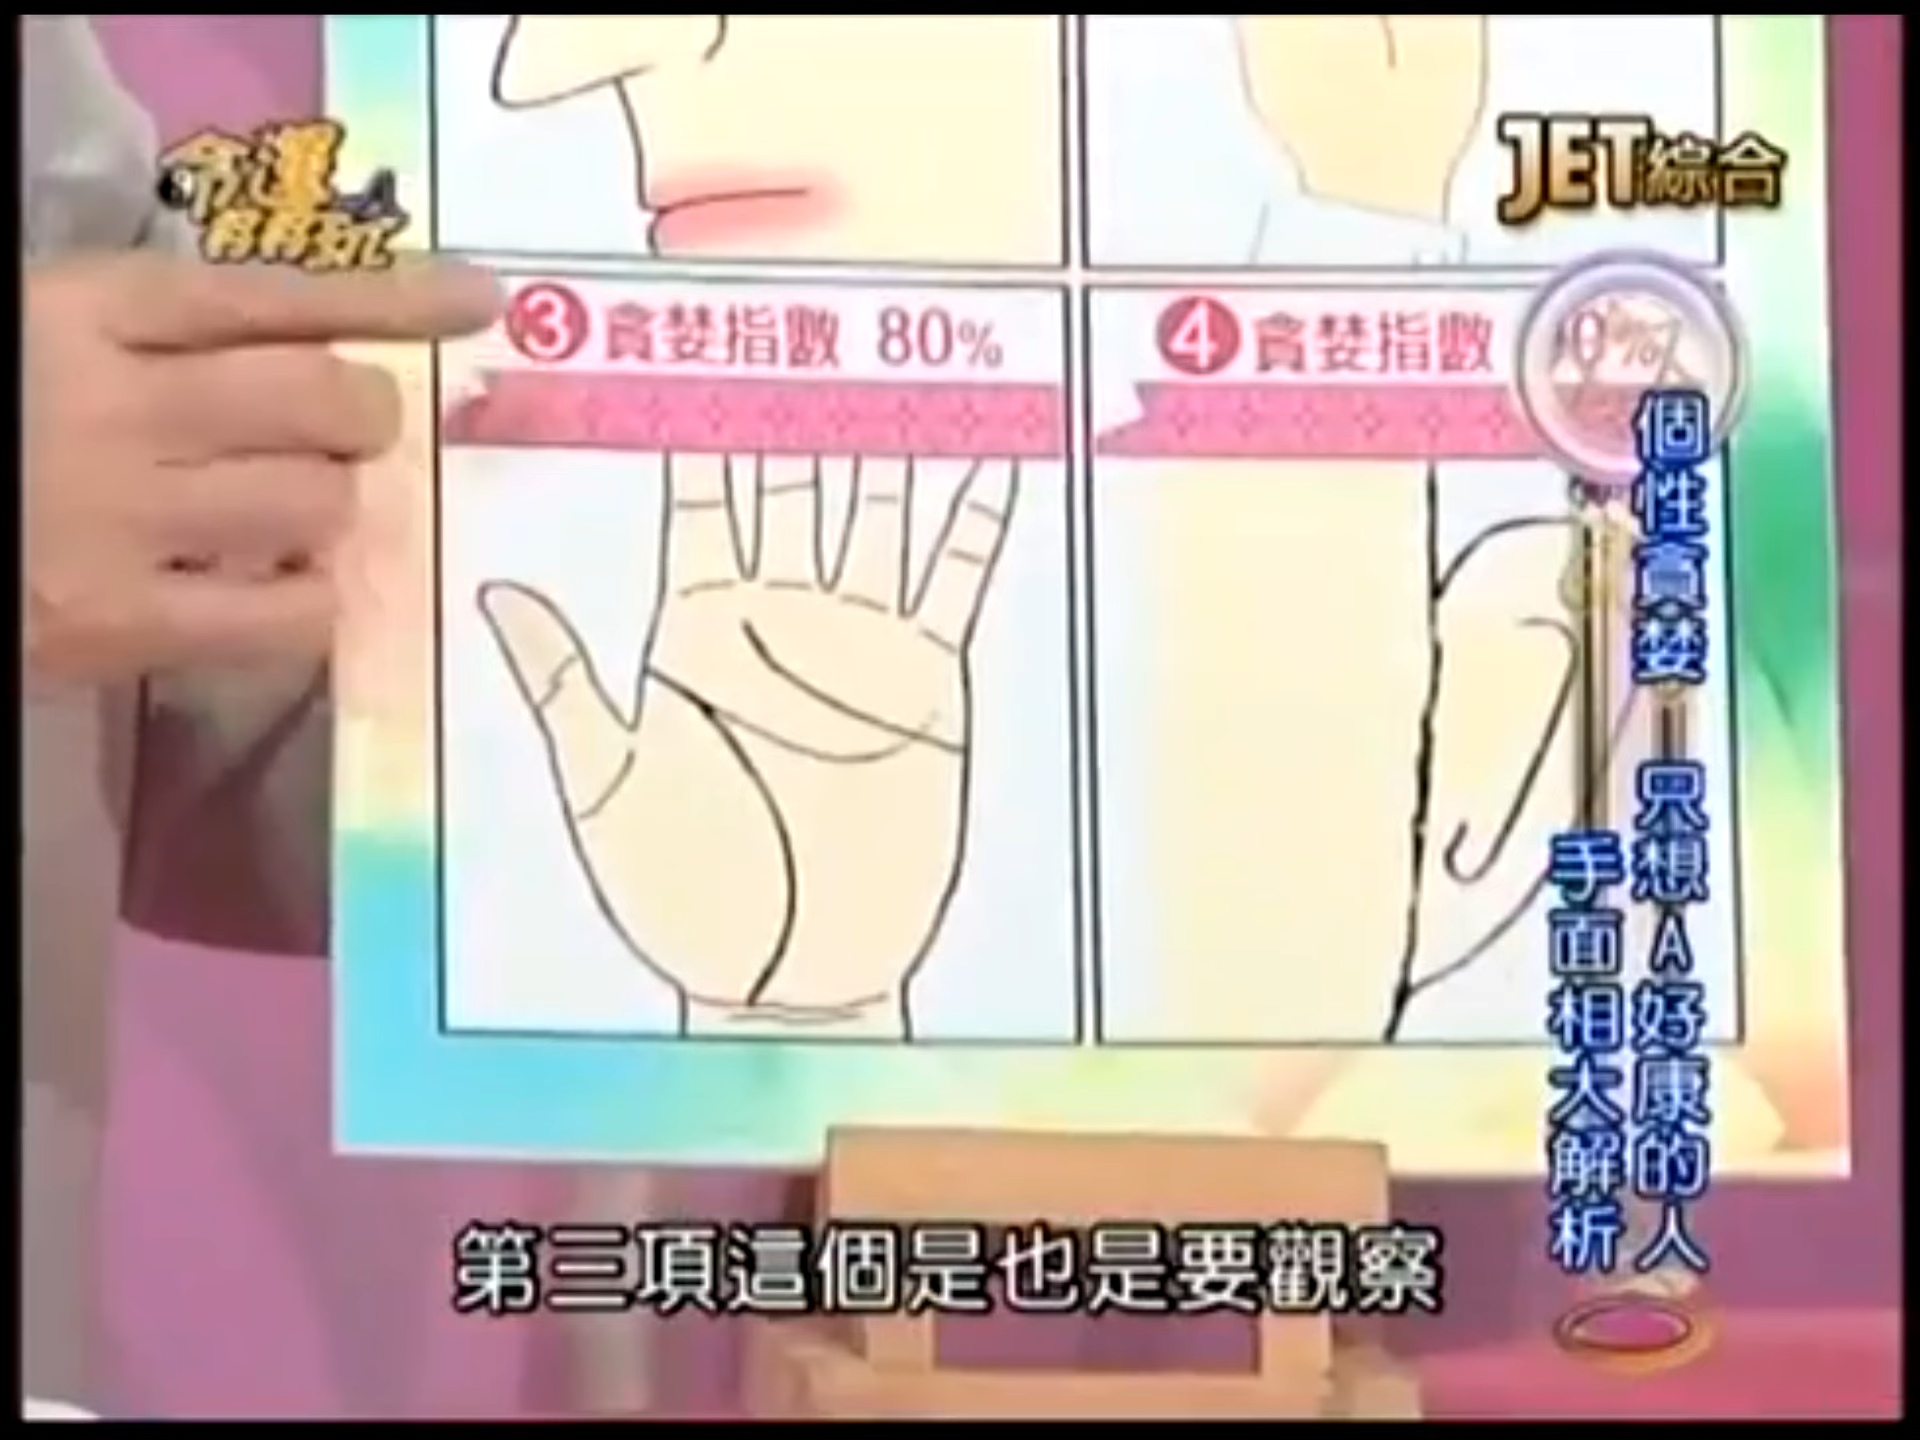 命運好好玩
JET綜合
③ 貪婪指數 80%
④ 貪婪指數
個性貪婪 只想A好康的人
手面相大解析
第三項這個是也是要觀察